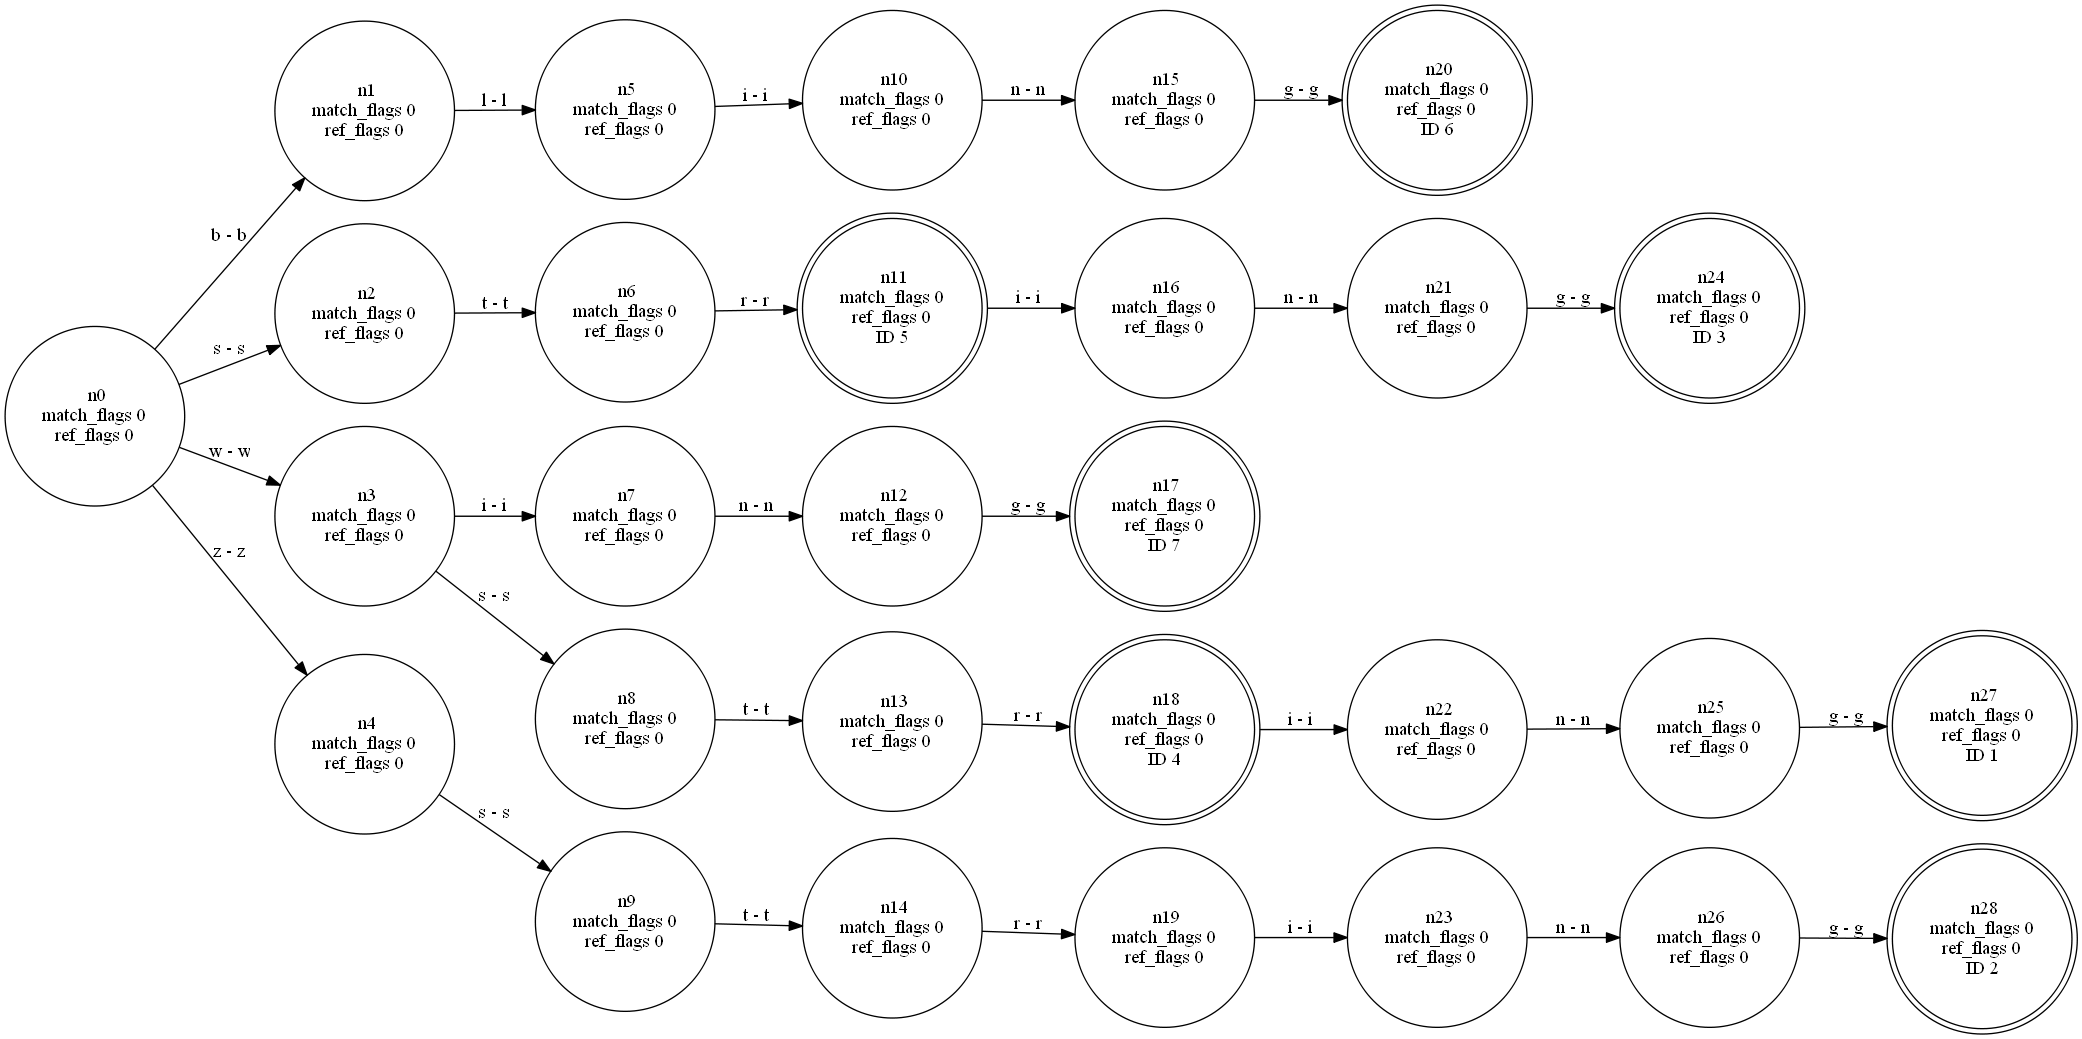 n1
match_flags 0
ref_flags 0
l - l
n5
match_flags 0
ref_flags 0
i - i
n10
match_flags 0
ref_flags 0
n - n
n15
match_flags 0
ref_flags 0
g - g
n20
match_flags 0
ref_flags 0
ID 6
b - b
n2
match_flags 0
ref_flags 0
t - t
n6
match_flags 0
ref_flags 0
r - r
n11
match_flags 0
ref_flags 0
ID 5
i - i
n16
match_flags 0
ref_flags 0
n - n
n21
match_flags 0
ref_flags 0
g - g
n24
match_flags 0
ref_flags 0
ID 3
s - s
n0
match_flags 0
ref_flags 0
w - w
n3
match_flags 0
ref_flags 0
i - i
n7
match_flags 0
ref_flags 0
n - n
n12
match_flags 0
ref_flags 0
g - g
n17
match_flags 0
ref_flags 0
ID 7
z - z
s - s
n8
match_flags 0
ref_flags 0
t - t
n13
match_flags 0
ref_flags 0
r - r
n18
match_flags 0
ref_flags 0
ID 4
i - i
n22
match_flags 0
ref_flags 0
n - n
n25
match_flags 0
ref_flags 0
g - g
n27
match_flags 0
ref_flags 0
ID 1
n4
match_flags 0
ref_flags 0
s - s
n9
match_flags 0
ref_flags 0
t - t
n14
match_flags 0
ref_flags 0
r - r
n19
match_flags 0
ref_flags 0
i - i
n23
match_flags 0
ref_flags 0
n - n
n26
match_flags 0
ref_flags 0
g - g
n28
match_flags 0
ref_flags 0
ID 2